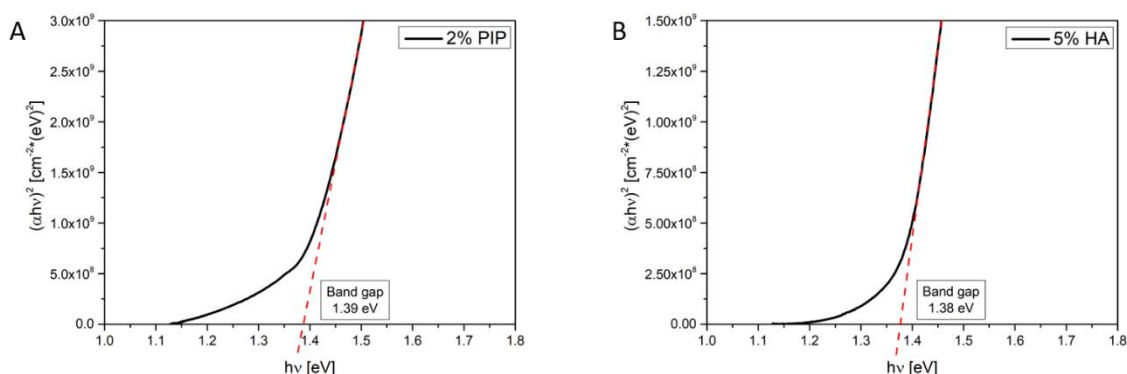 A
3.0x10⁹
2.5x10⁹
2.0x10⁹
1.5x10⁹
1.0x10⁹
5.0x10⁸
0.0
(αhν)² [cm⁻²*(eV)²]
2% PIP
Band gap
1.39 eV
1.0 1.1 1.2 1.3 1.4 1.5 1.6 1.7 1.8
hν [eV]
B
1.50x10⁹
1.25x10⁹
1.00x10⁹
7.50x10⁸
5.00x10⁸
2.50x10⁸
0.00
(αhν)² [cm⁻²*(eV)²]
5% HA
Band gap
1.38 eV
1.0 1.1 1.2 1.3 1.4 1.5 1.6 1.7 1.8
hν [eV]